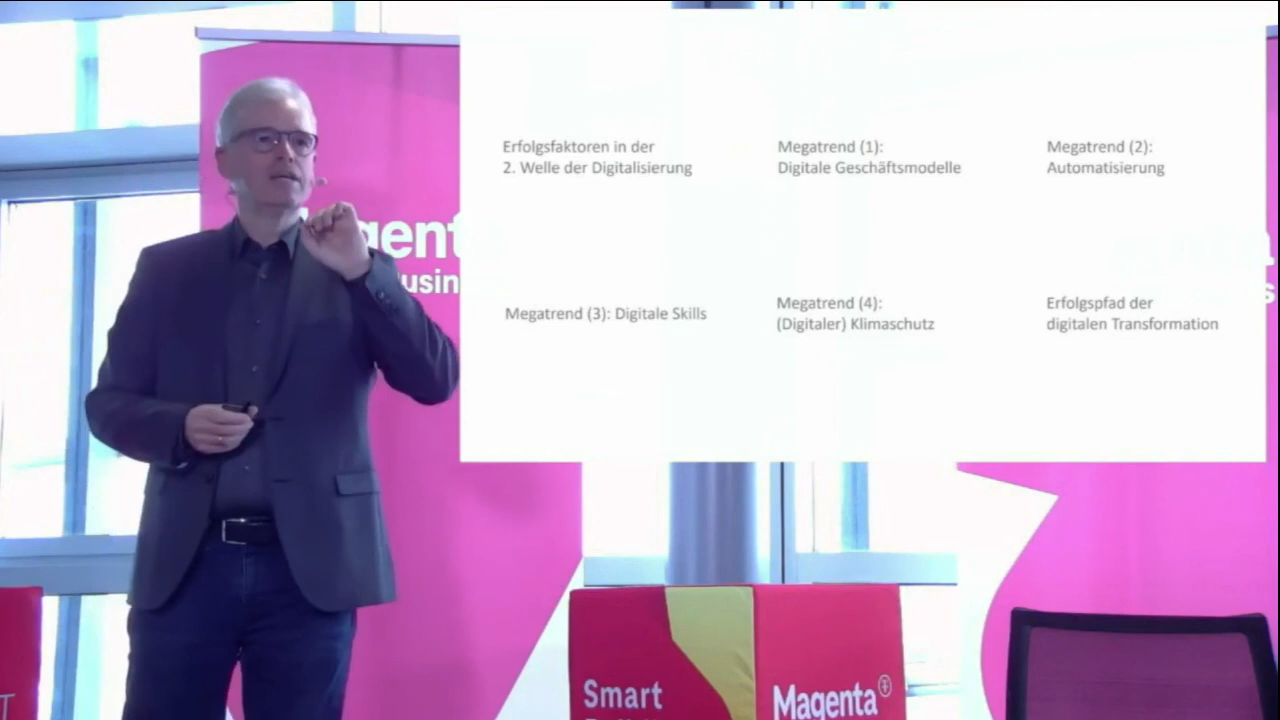 Erfolgsfaktoren in der
2. Welle der Digitalisierung
Megatrend (1):
Digitale Geschäftsmodelle
Megatrend (2):
Automatisierung
Megatrend (3): Digitale Skills
Megatrend (4):
(Digitaler) Klimaschutz
Erfolgspfad der
digitalen Transformation
Smart
Magenta